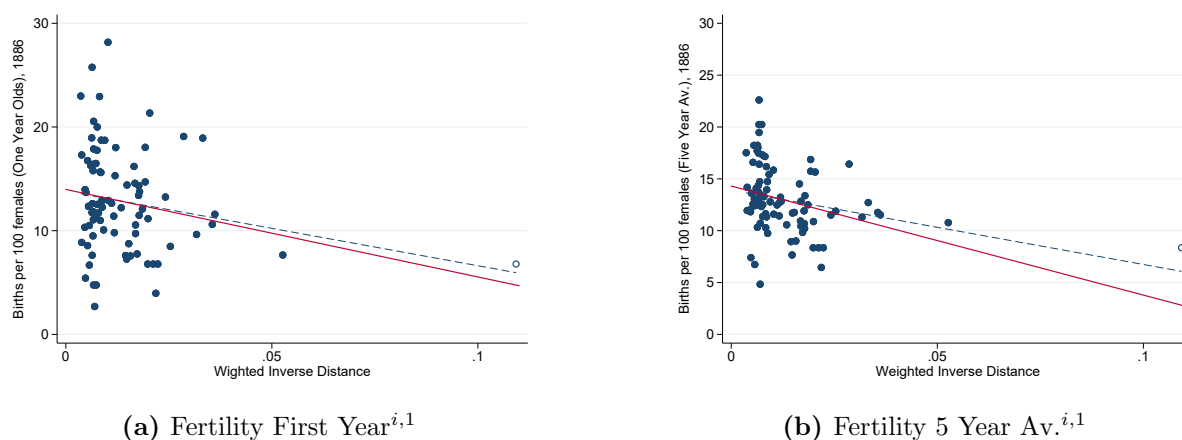 30
20
10
0
Births per 100 females (One Year Olds), 1886
0 .05 .1
Wighted Inverse Distance
(a) Fertility First Year^{i,1}
30
25
20
15
10
5
0
Births per 100 females (Five Year Av.), 1886
0 .05 .1
Weighted Inverse Distance
(b) Fertility 5 Year Av.^{i,1}